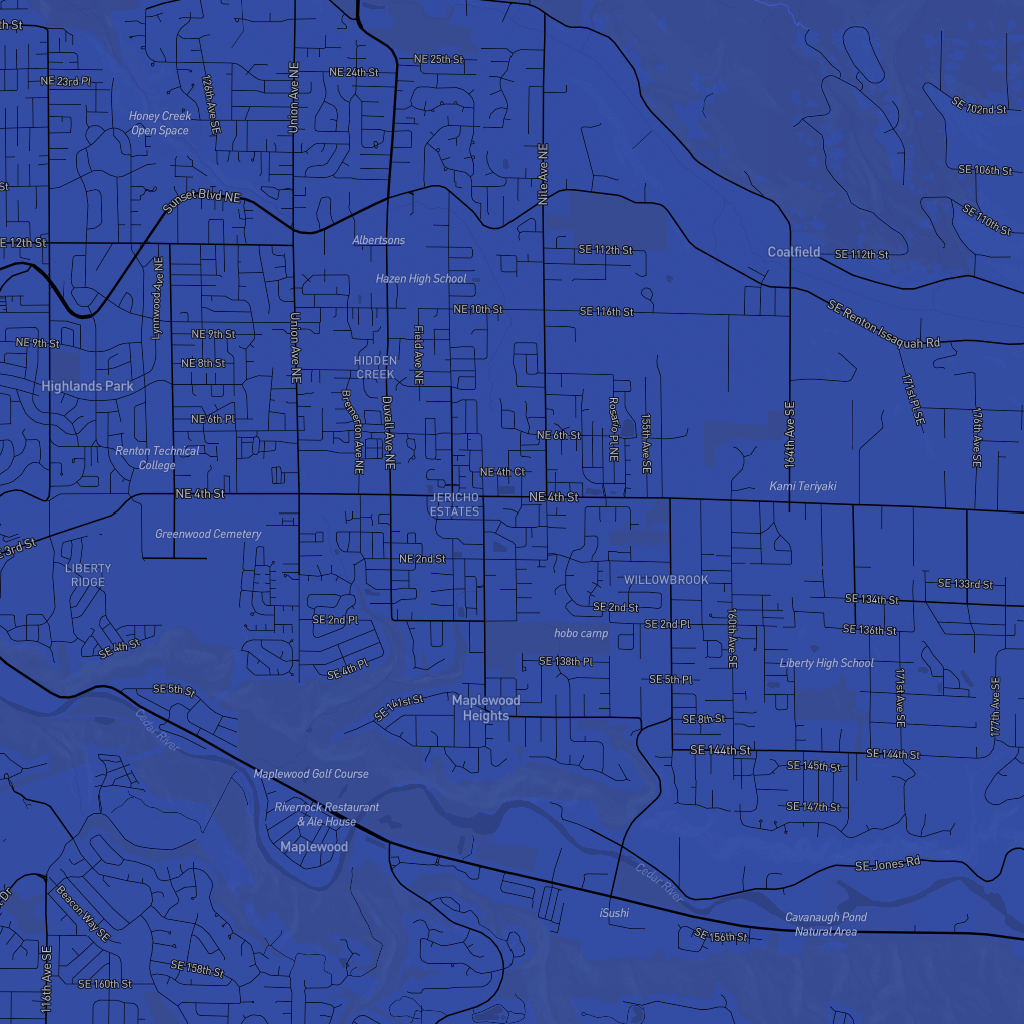 th St
NE 23rd Pl
126th Ave SE
Union Ave NE
NE 24th St
NE 25th St
Honey Creek
Open Space
SE 102nd St
Nile Ave NE
SE 106th St
St
Sunset Blvd NE
SE 110th St
E 12th St
Albertsons
SE 112th St
Coalfield
SE 112th St
Lynnwood Ave NE
Hazen High School
NE 10th St
SE 116th St
SE Renton Issaquah Rd
NE 9th St
NE 9th St
Union Ave NE
Field Ave NE
NE 8th St
HIDDEN
CREEK
Highlands Park
171st PL SE
NE 6th Pl
Bremerton Ave NE
Duvall Ave NE
Rosario Pl NE
155th Ave SE
164th Ave SE
176th Ave SE
NE 6th St
Renton Technical
College
NE 4th Ct
Kami Teriyaki
NE 4th St
JERICHO
ESTATES
NE 4th St
Greenwood Cemetery
3rd St
NE 2nd St
LIBERTY
RIDGE
WILLOWBROOK
SE 133rd St
SE 134th St
SE 2nd St
SE 2nd Pl
SE 2nd Pl
160th Ave SE
SE 136th St
hobo camp
SE 4th St
SE 138th Pl
Liberty High School
SE 4th Pl
SE 5th Pl
171st Ave SE
SE 5th St
177th Ave SE
SE 141st St
Maplewood
Heights
SE 8th St
Cedar River
SE 144th St
SE 144th St
SE 145th St
Maplewood Golf Course
Riverrock Restaurant
& Ale House
SE 147th St
Maplewood
SE Jones Rd
Cedar River
Dr
Beacon Way SE
iSushi
Cavanaugh Pond
Natural Area
SE 156th St
116th Ave SE
SE 158th St
SE 160th St